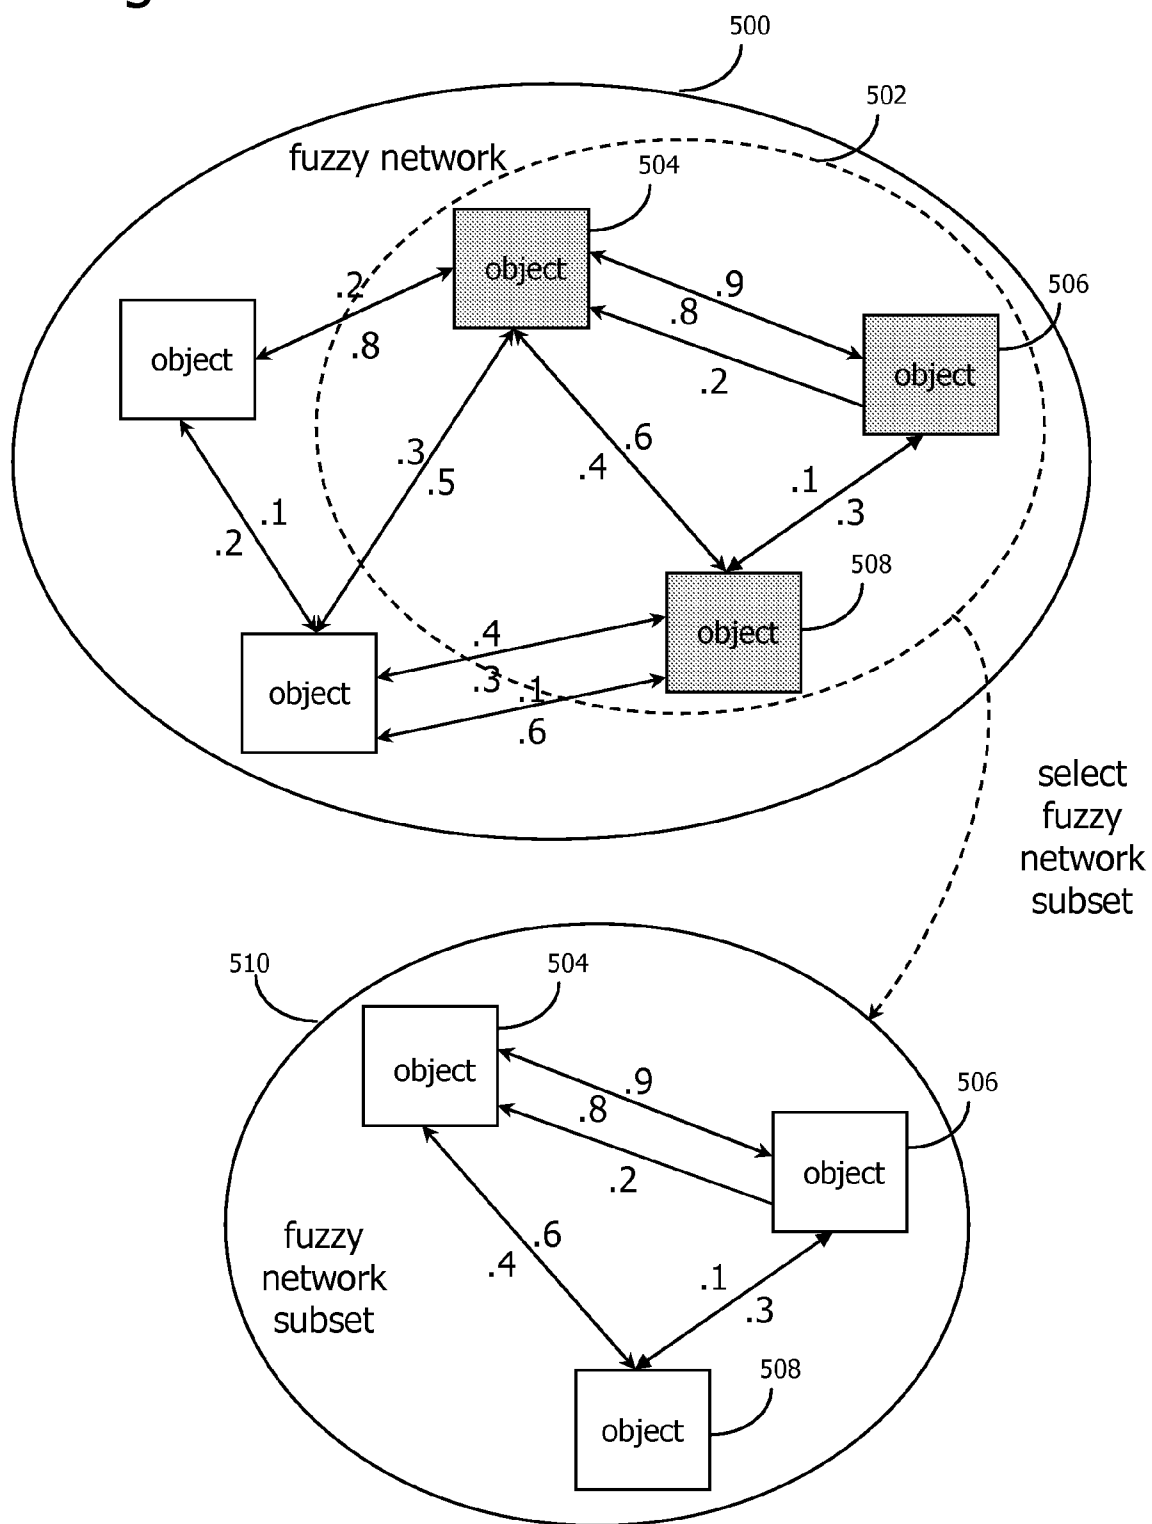 500
502
fuzzy network
504
object
.2
.9
506
.8
object
.8
object
.2
.6
.3
.4
.5
.1
.1
.3
.2
508
.4
object
.3
.1
object
.6
select
fuzzy
network
subset
510
504
object
.9
506
.8
object
.2
fuzzy
network
subset
.6
.4
.1
.3
508
object